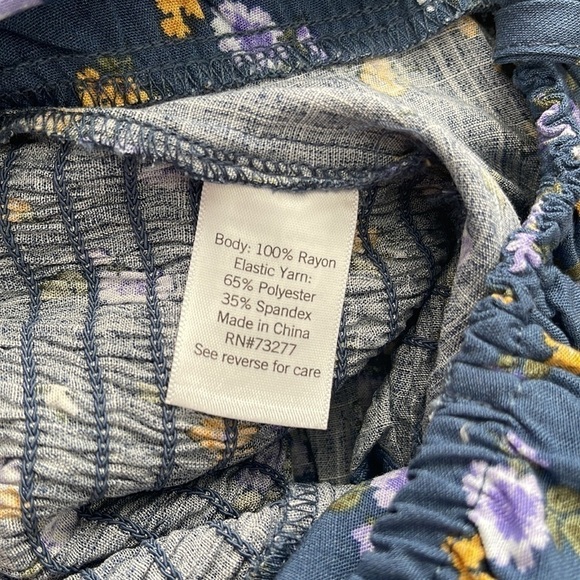 Body: 100% Rayon
Elastic Yarn:
65% Polyester
35% Spandex
Made in China
RN#73277
See reverse for care